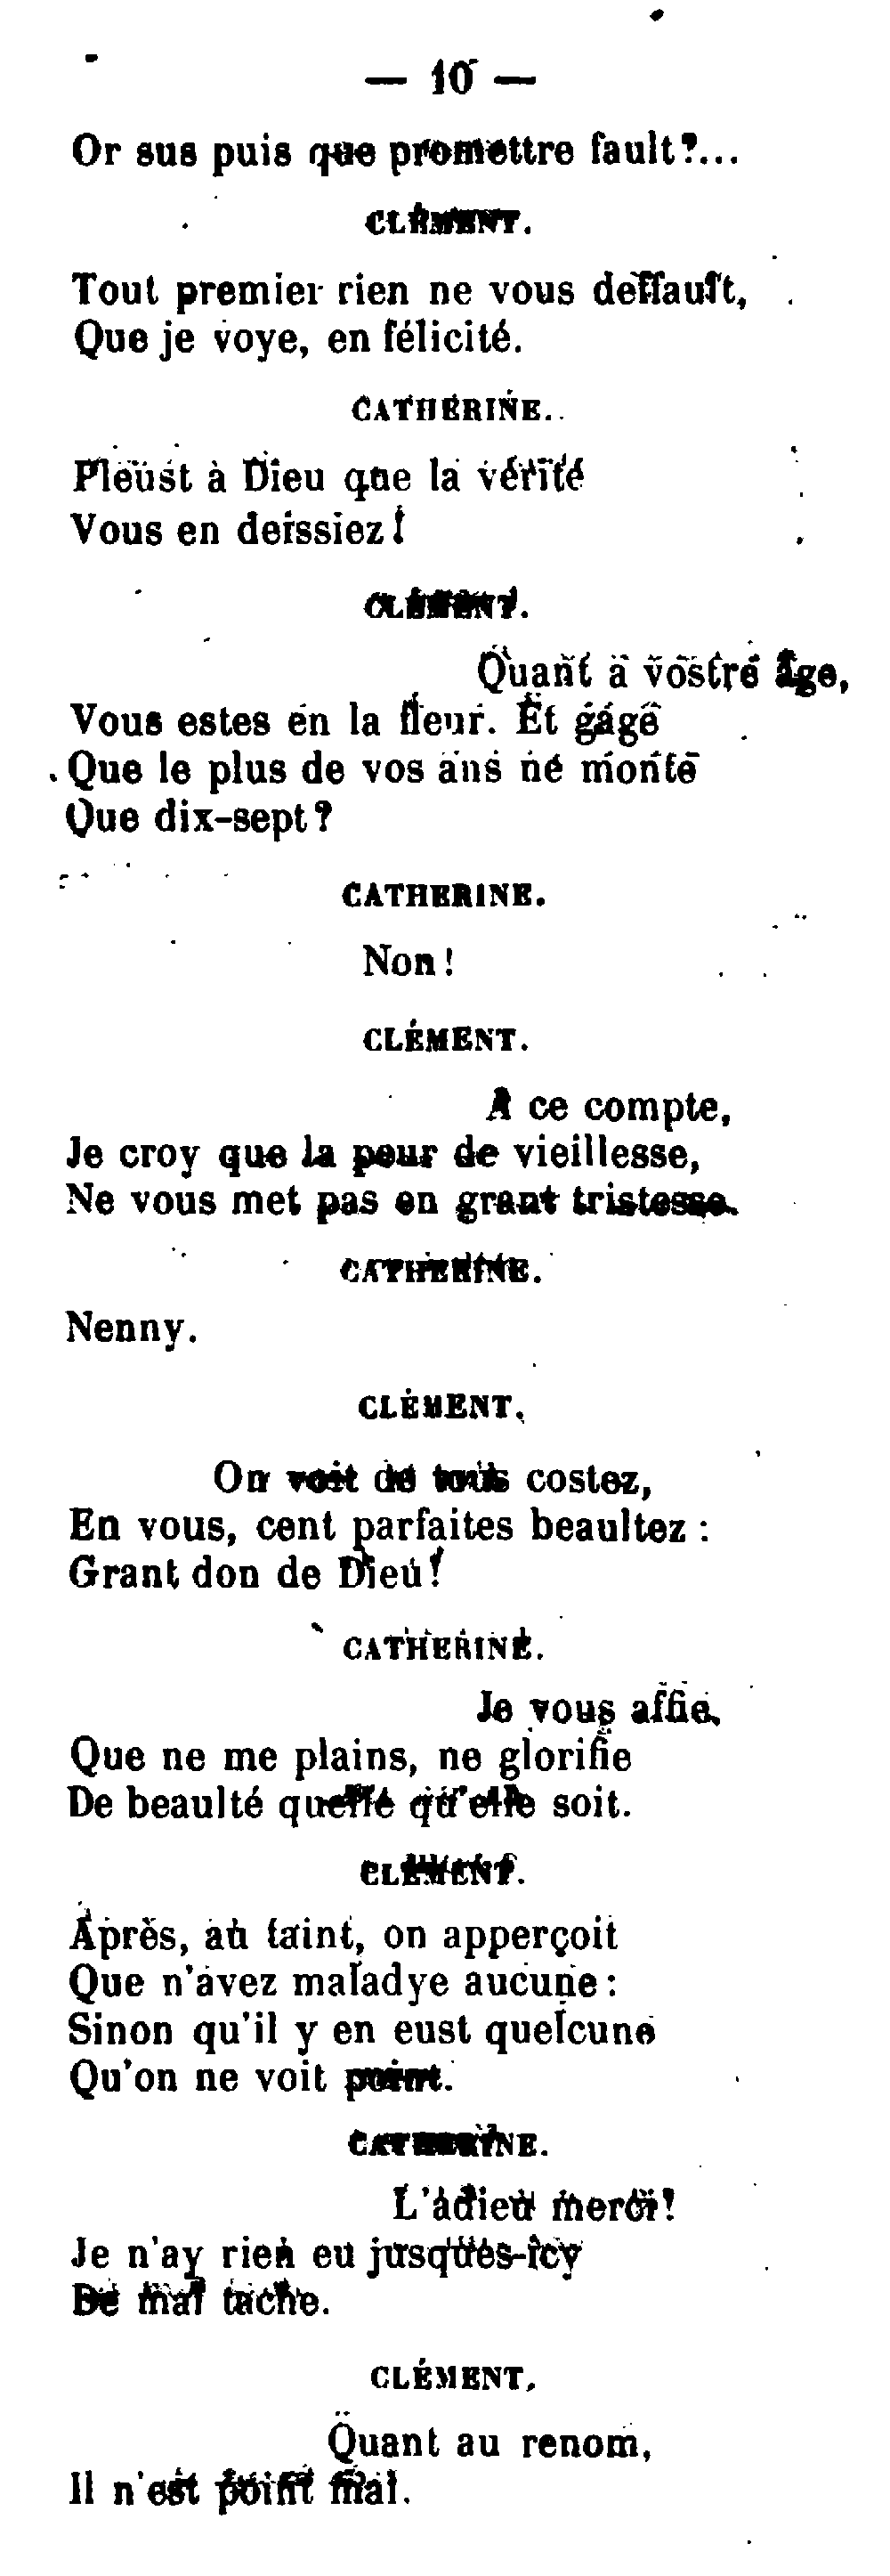 — 10 —
Or sus puis que promettre fault?...
CLÉMENT.
Tout premier rien ne vous deffault,
Que je voye, en félicité.
CATHERINE.
Pleust à Dieu que la vérité
Vous en deissiez!
CLÉMENT.
Quant a vostre âge,
Vous estes en la fleur. Et gage
Que le plus de vos ans ne monte
Que dix-sept?
CATHERINE.
Non!
CLÉMENT.
A ce compte,
Je croy que la peur de vieillesse,
Ne vous met pas en grant tristesse.
CATHERINE.
Nenny.
CLÉMENT.
On voit de tous costez,
En vous, cent parfaites beaultez :
Grant don de Dieu!
CATHERINE.
Je vous affie,
Que ne me plains, ne glorifie
De beaulté quelle qu'elle soit.
CLÉMENT.
Après, au taint, on apperçoit
Que n'avez maladye aucune :
Sinon qu'il y en eust quelcune
Qu'on ne voit point.
CATHERINE.
L'adieu merci!
Je n'ay rien eu jusques-icy
De mal tache.
CLÉMENT.
Quant au renom,
Il n'est point mal.